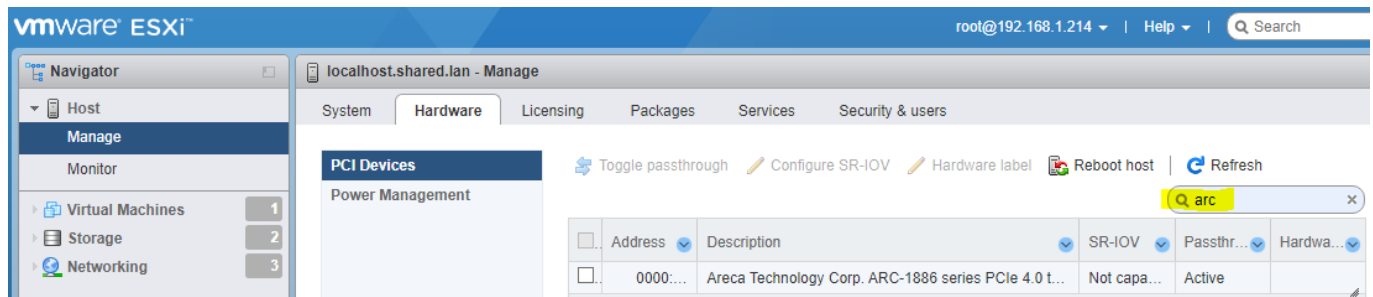 vmware® ESXi™
root@192.168.1.214 | Help | Search
Navigator
Host
Manage
Monitor
Virtual Machines 1
Storage 2
Networking 3
localhost.shared.lan - Manage
System Hardware Licensing Packages Services Security & users
PCI Devices
Power Management
Toggle passthrough Configure SR-IOV Hardware label Reboot host | Refresh
arc
Address Description SR-IOV Passthr... Hardwa...
0000:... Areca Technology Corp. ARC-1886 series PCIe 4.0 t... Not capa... Active